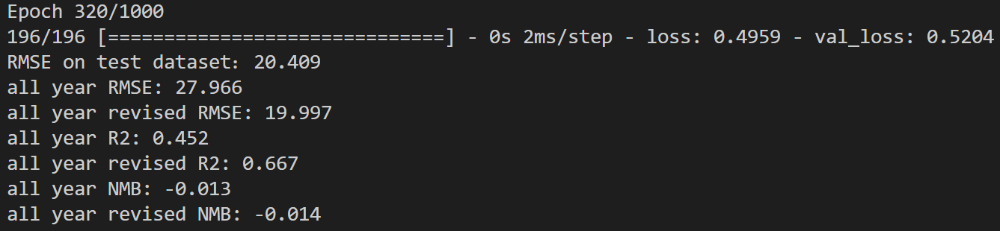 Epoch 320/1000
196/196 [==============================] - 0s 2ms/step - loss: 0.4959 - val_loss: 0.5204
RMSE on test dataset: 20.409
all year RMSE: 27.966
all year revised RMSE: 19.997
all year R2: 0.452
all year revised R2: 0.667
all year NMB: -0.013
all year revised NMB: -0.014